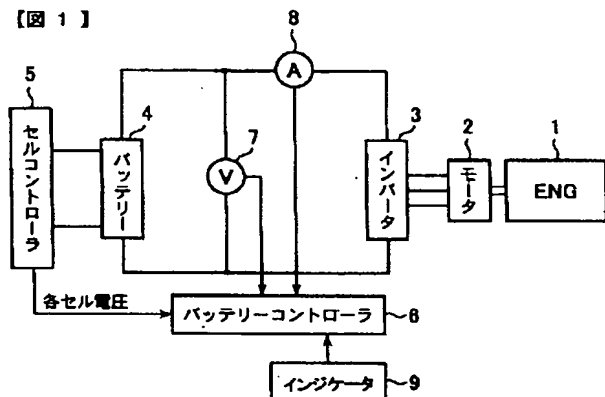 【図 1 】
8
A
5
セルコントローラ
4
バッテリー
7
V
3
インバータ
2
モータ
1
ENG
各セル電圧
バッテリーコントローラ
6
インジケータ
9